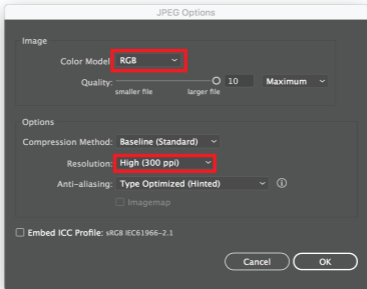 JPEG Options
Image
Color Model: RGB
Quality: 10 Maximum
smaller file larger file
Options
Compression Method: Baseline (Standard)
Resolution: High (300 ppi)
Anti-aliasing: Type Optimized (Hinted)
Imagemap
Embed ICC Profile: sRGB IEC61966-2.1
Cancel OK